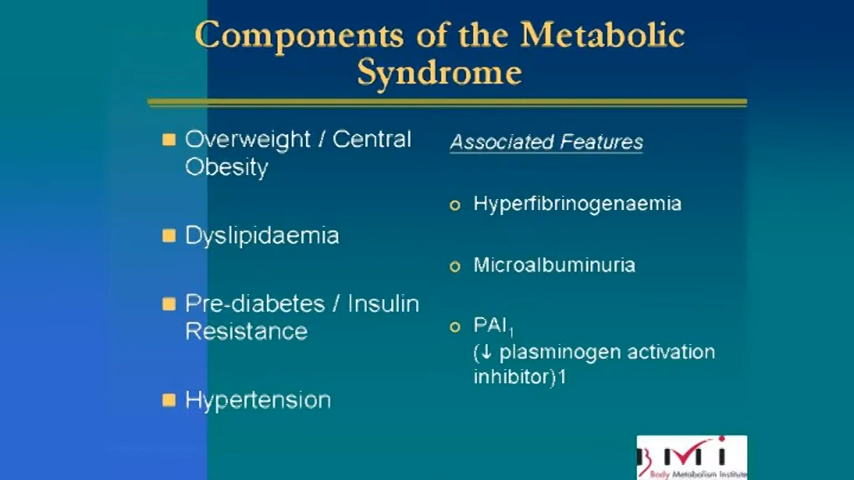 Components of the Metabolic
Syndrome
Overweight / Central
Obesity
Dyslipidaemia
Pre-diabetes / Insulin
Resistance
Hypertension
Associated Features
Hyperfibrinogenaemia
Microalbuminuria
PAI1
(↓ plasminogen activation
inhibitor)1
BMi
Body Metabolism Institute